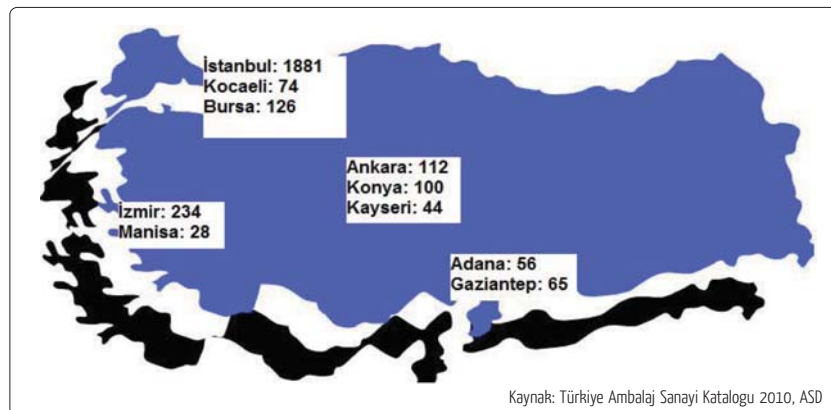 İstanbul: 1881
Kocaeli: 74
Bursa: 126
Ankara: 112
Konya: 100
Kayseri: 44
İzmir: 234
Manisa: 28
Adana: 56
Gaziantep: 65
Kaynak: Türkiye Ambalaj Sanayi Katalogu 2010, ASD